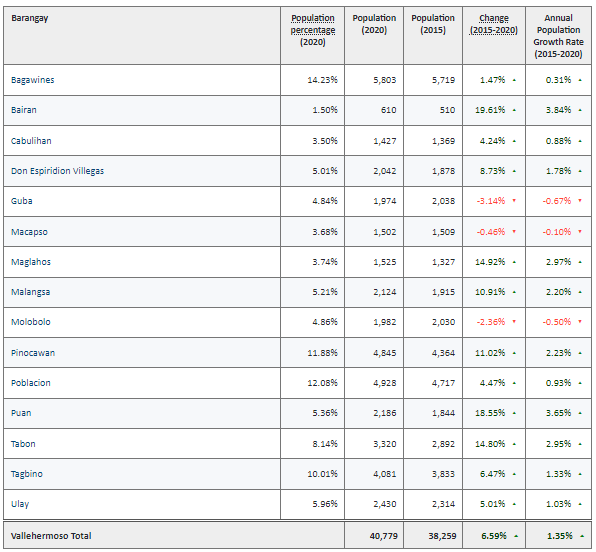 Barangay Population percentage (2020) Population (2020) Population (2015) Change (2015-2020) Annual Population Growth Rate (2015-2020)
Bagawines 14.23% 5,803 5,719 1.47% ▲ 0.31% ▲
Bairan 1.50% 610 510 19.61% ▲ 3.84% ▲
Cabulihan 3.50% 1,427 1,369 4.24% ▲ 0.88% ▲
Don Espiridion Villegas 5.01% 2,042 1,878 8.73% ▲ 1.78% ▲
Guba 4.84% 1,974 2,038 -3.14% ▼ -0.67% ▼
Macapso 3.68% 1,502 1,509 -0.46% ▼ -0.10% ▼
Maglahos 3.74% 1,525 1,327 14.92% ▲ 2.97% ▲
Malangsa 5.21% 2,124 1,915 10.91% ▲ 2.20% ▲
Molobolo 4.86% 1,982 2,030 -2.36% ▼ -0.50% ▼
Pinocawan 11.88% 4,845 4,364 11.02% ▲ 2.23% ▲
Poblacion 12.08% 4,928 4,717 4.47% ▲ 0.93% ▲
Puan 5.36% 2,186 1,844 18.55% ▲ 3.65% ▲
Tabon 8.14% 3,320 2,892 14.80% ▲ 2.95% ▲
Tagbino 10.01% 4,081 3,833 6.47% ▲ 1.33% ▲
Ulay 5.96% 2,430 2,314 5.01% ▲ 1.03% ▲
Vallehermoso Total 40,779 38,259 6.59% ▲ 1.35% ▲